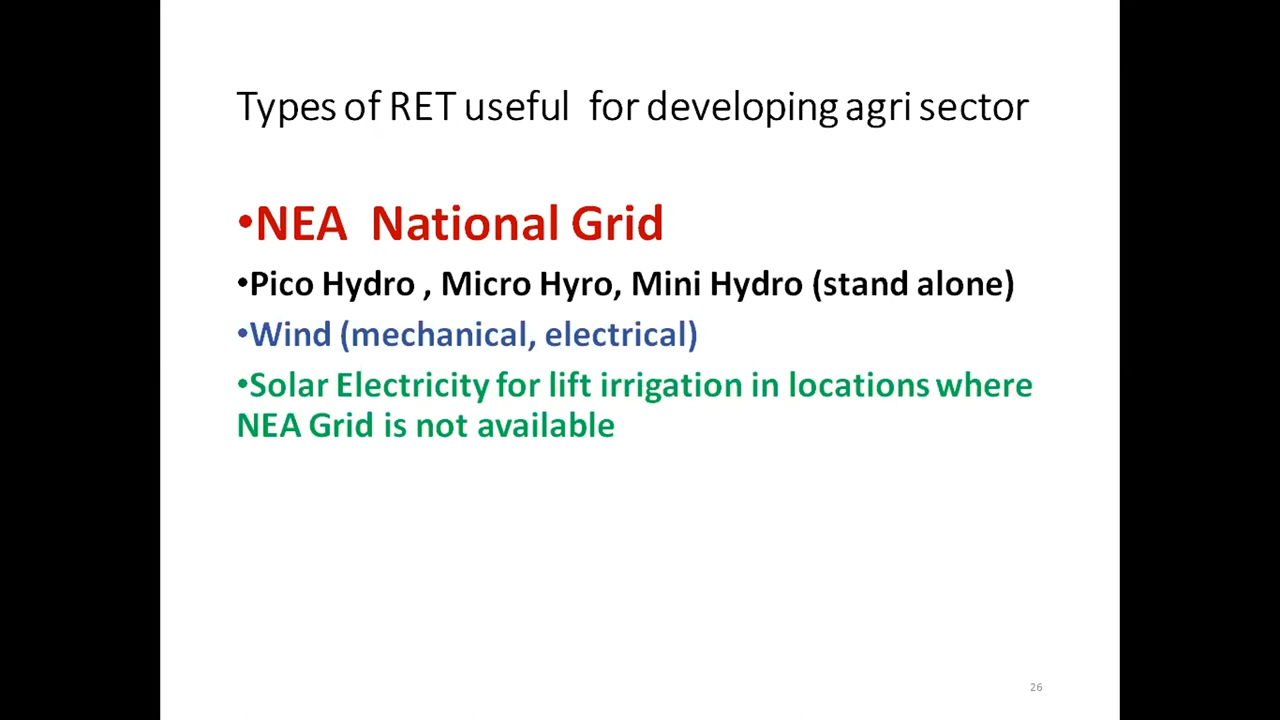 Types of RET useful for developing agri sector
•NEA National Grid
•Pico Hydro , Micro Hyro, Mini Hydro (stand alone)
•Wind (mechanical, electrical)
•Solar Electricity for lift irrigation in locations where
NEA Grid is not available
26